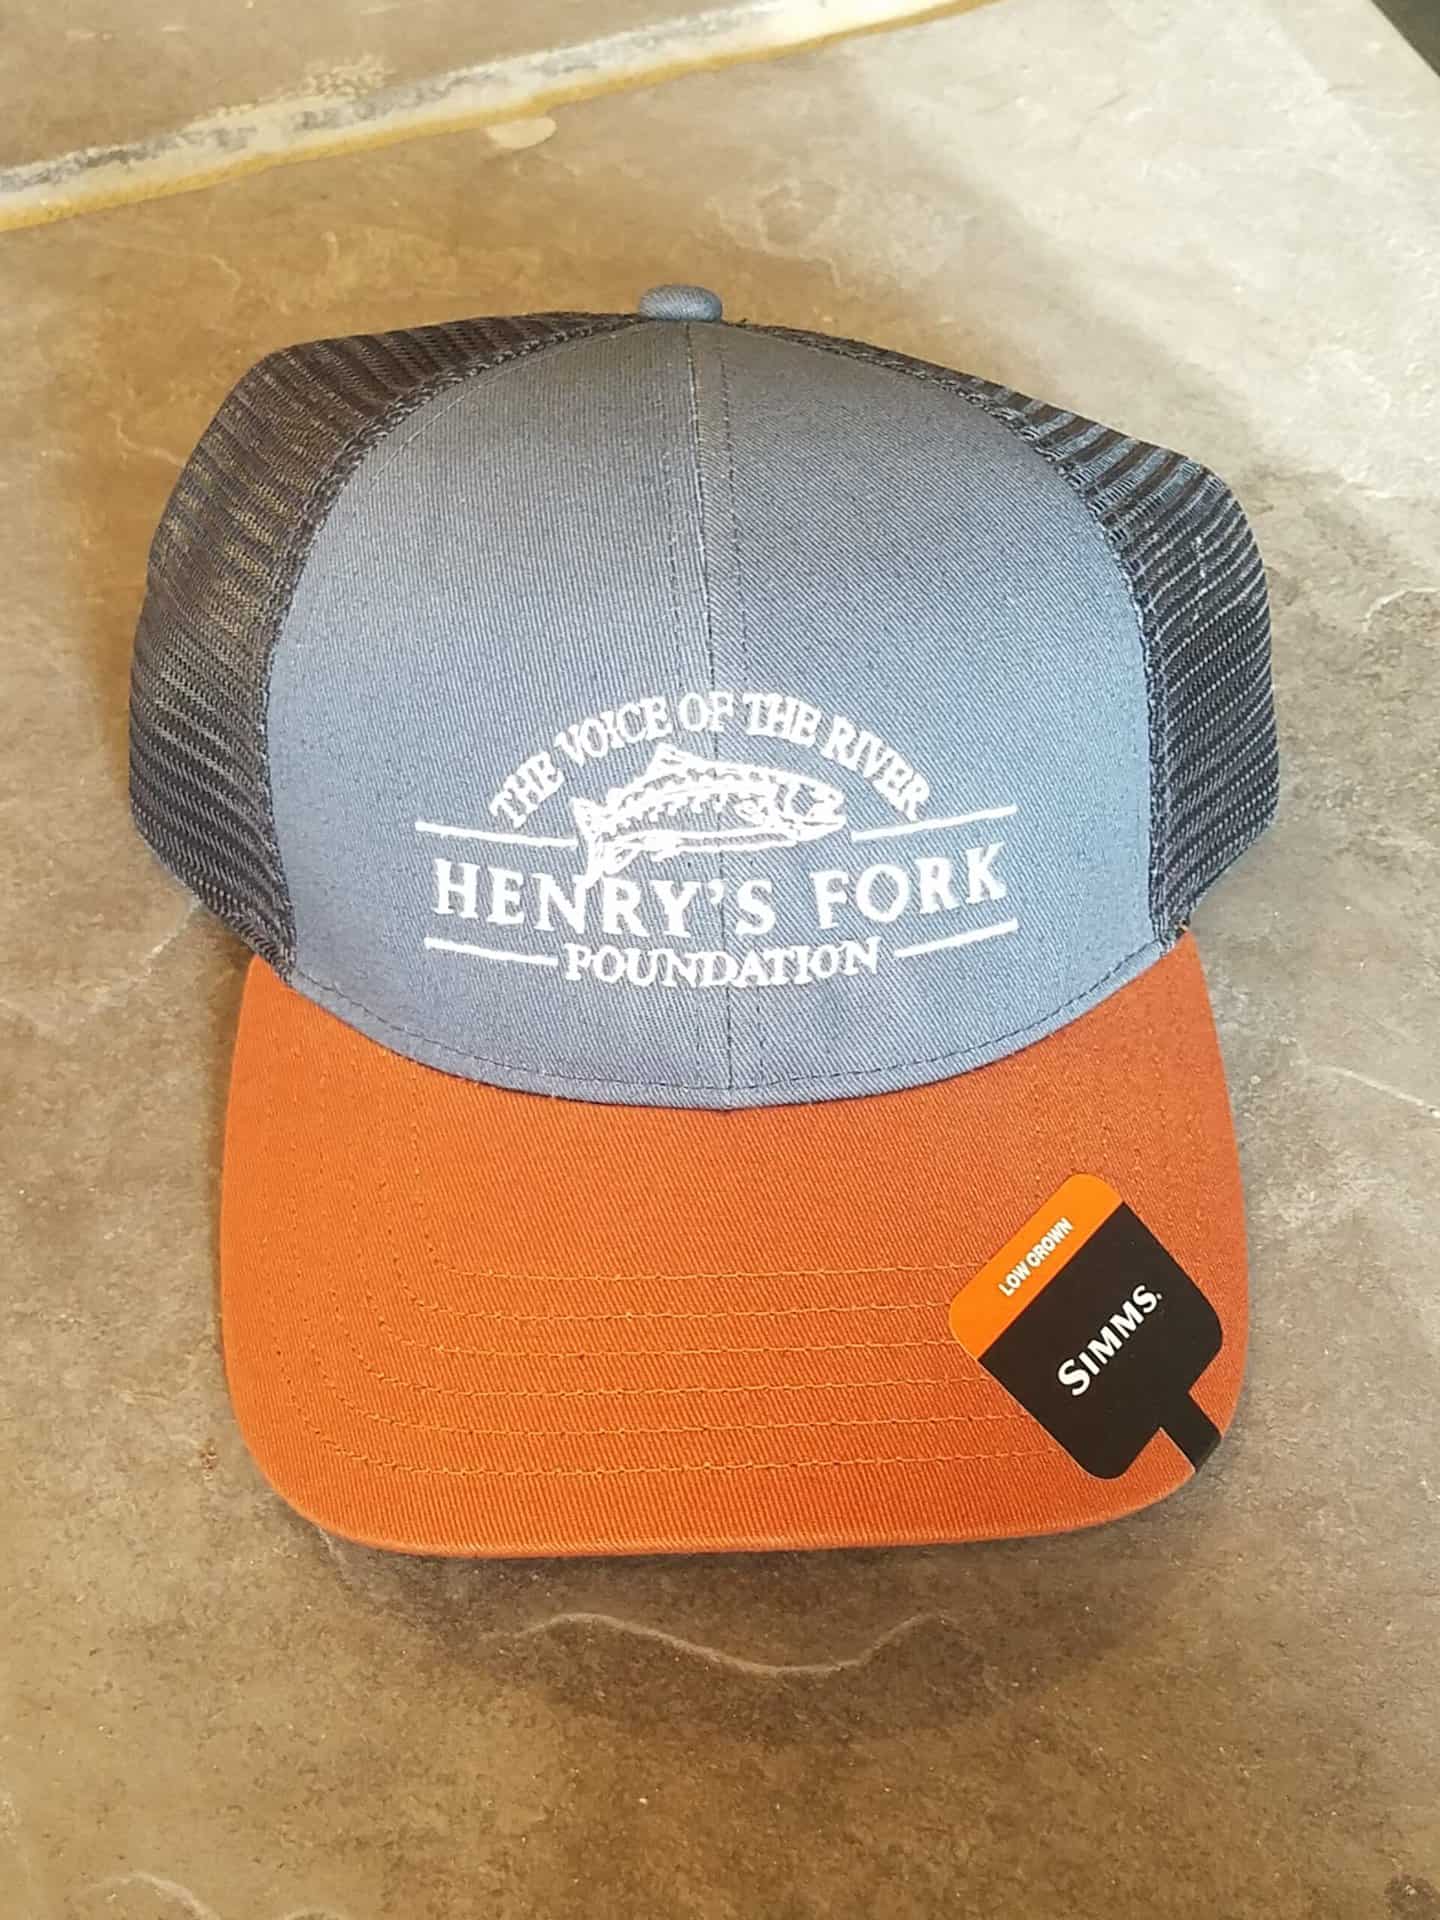 THE VOICE OF THE RIVER
HENRY'S FORK
FOUNDATION
LOW CROWN
SIMMS.